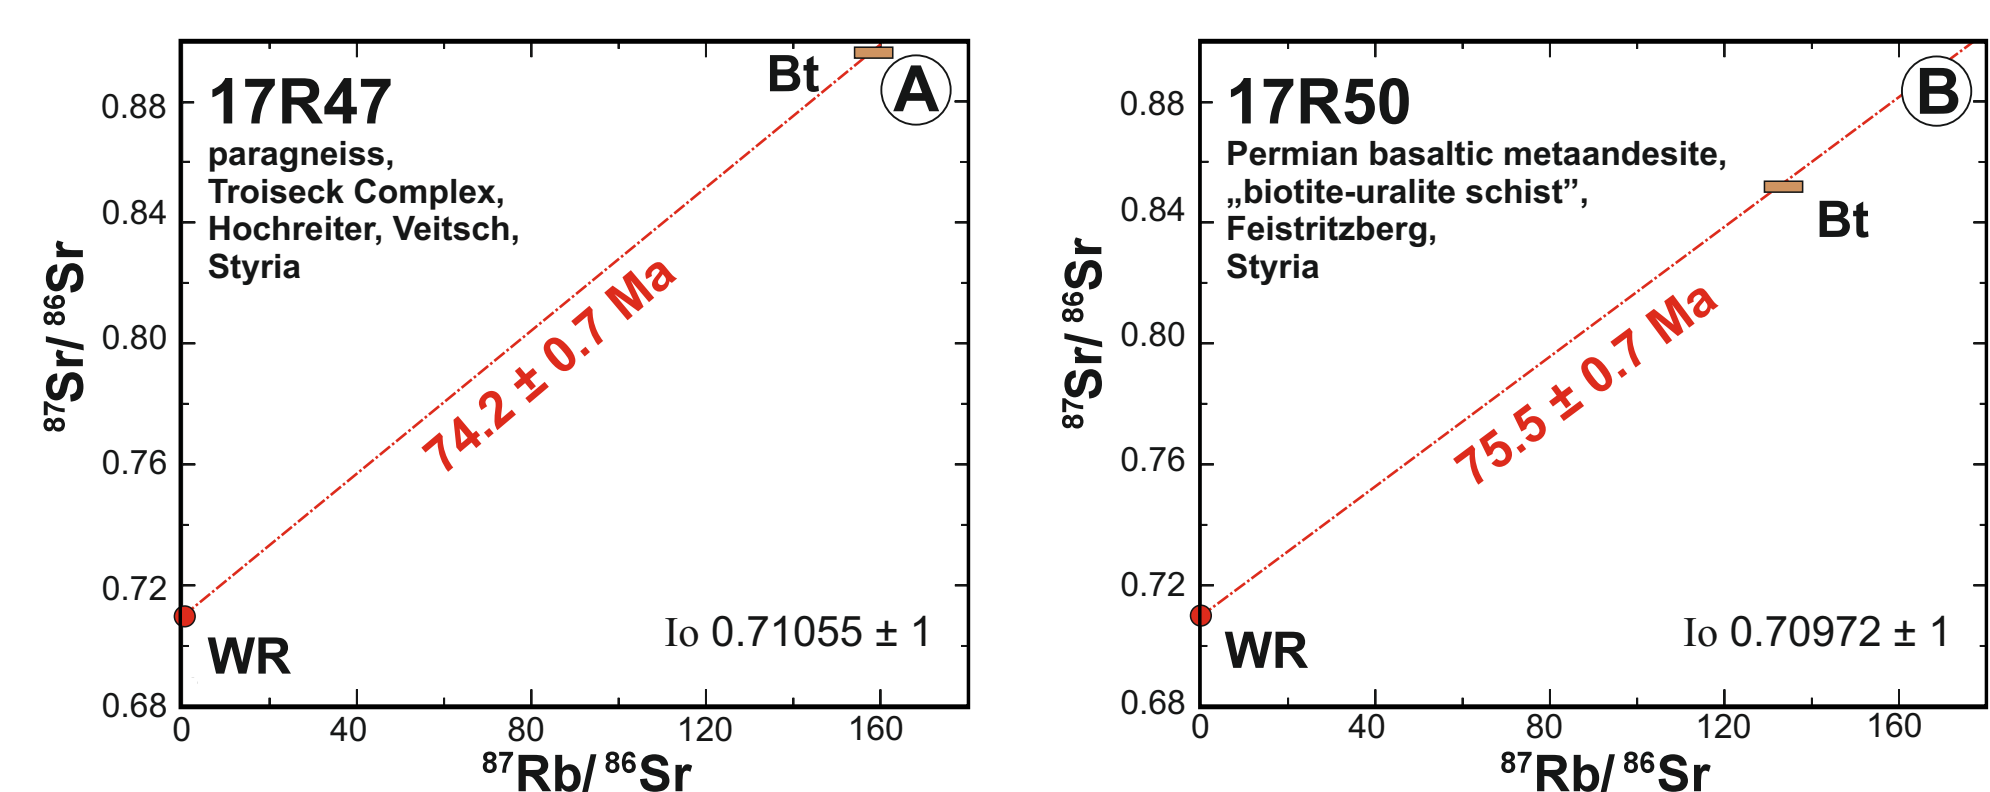 17R47
paragneiss,
Troiseck Complex,
Hochreiter, Veitsch,
Styria
Bt
A
0.88
0.84
0.80
0.76
0.72
0.68
87Sr/ 86Sr
74.2 ± 0.7 Ma
WR
Io 0.71055 ± 1
0 40 80 120 160
87Rb/ 86Sr
17R50
Permian basaltic metaandesite,
„biotite-uralite schist”,
Feistritzberg,
Styria
B
Bt
0.88
0.84
0.80
0.76
0.72
0.68
87Sr/ 86Sr
75.5 ± 0.7 Ma
WR
Io 0.70972 ± 1
0 40 80 120 160
87Rb/ 86Sr